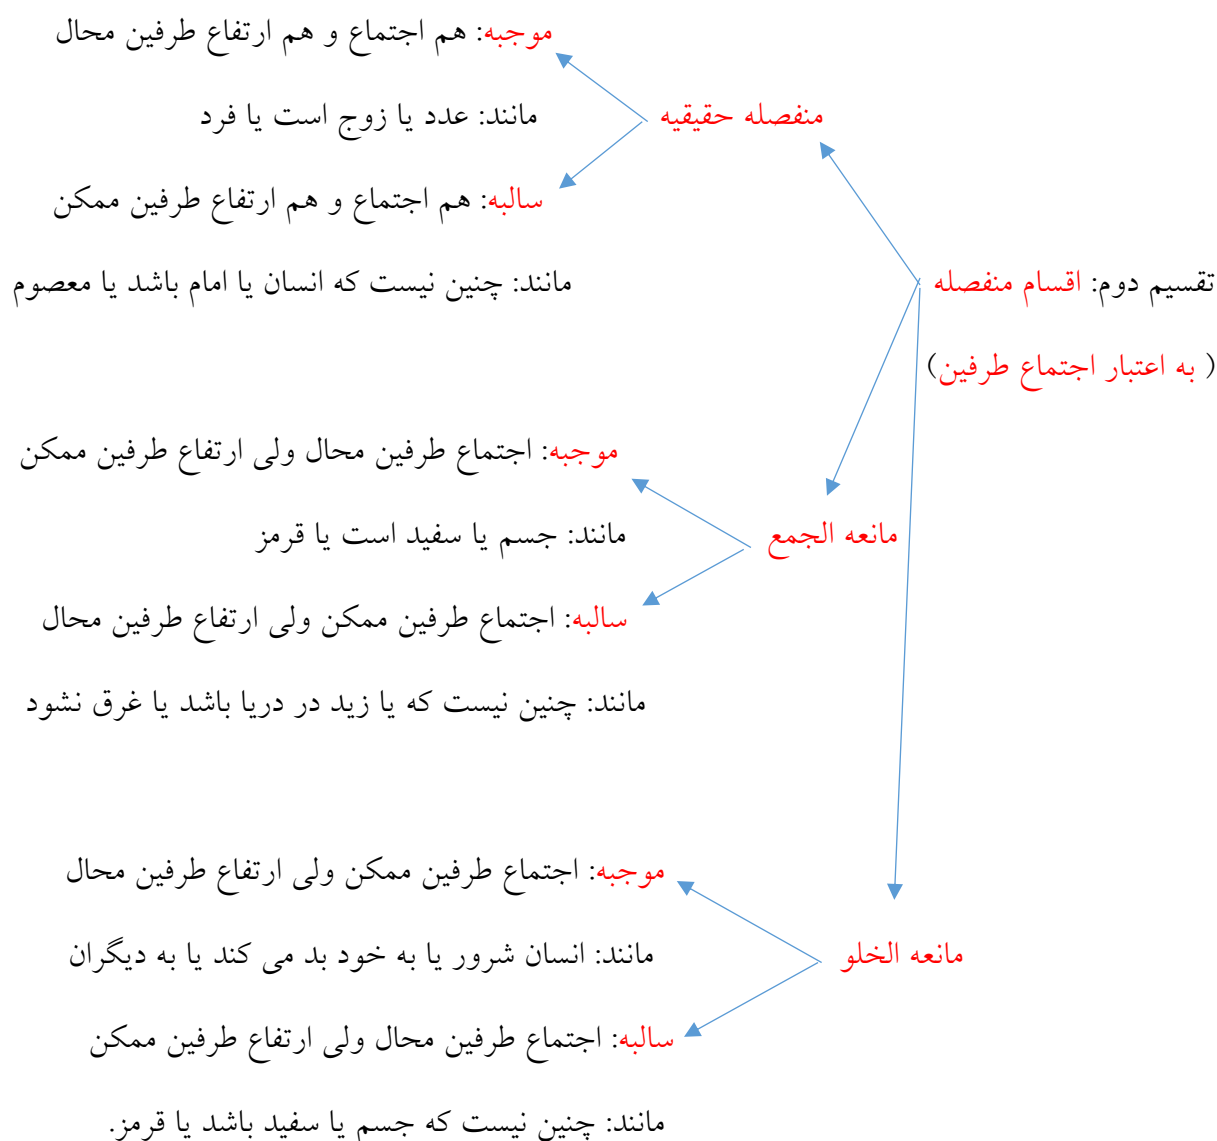 موجبه: هم اجتماع و هم ارتفاع طرفین محال
منفصله حقیقیه
مانند: عدد یا زوج است یا فرد
سالبه: هم اجتماع و هم ارتفاع طرفین ممکن
تقسیم دوم: اقسام منفصله
مانند: چنین نیست که انسان یا امام باشد یا معصوم
( به اعتبار اجتماع طرفین)
موجبه: اجتماع طرفین محال ولی ارتفاع طرفین ممکن
مانعه الجمع
مانند: جسم یا سفید است یا قرمز
سالبه: اجتماع طرفین ممکن ولی ارتفاع طرفین محال
مانند: چنین نیست که یا زید در دریا باشد یا غرق نشود
موجبه: اجتماع طرفین ممکن ولی ارتفاع طرفین محال
مانعه الخلو
مانند: انسان شرور یا به خود بد می کند یا به دیگران
سالبه: اجتماع طرفین محال ولی ارتفاع طرفین ممکن
مانند: چنین نیست که جسم یا سفید باشد یا قرمز.